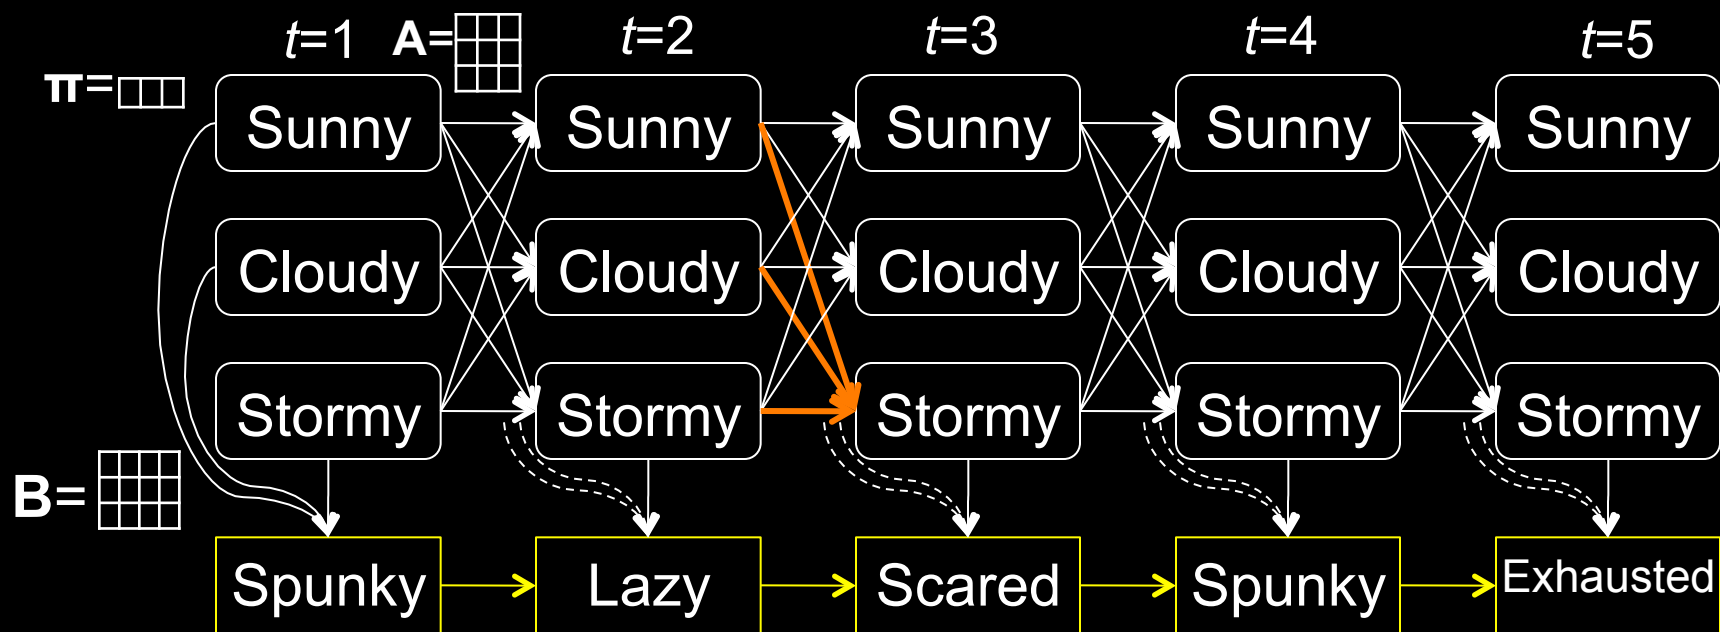 t=1 A= t=2 t=3 t=4 t=5
π=
Sunny Sunny Sunny Sunny Sunny
Cloudy Cloudy Cloudy Cloudy Cloudy
Stormy Stormy Stormy Stormy Stormy
B=
Spunky Lazy Scared Spunky Exhausted